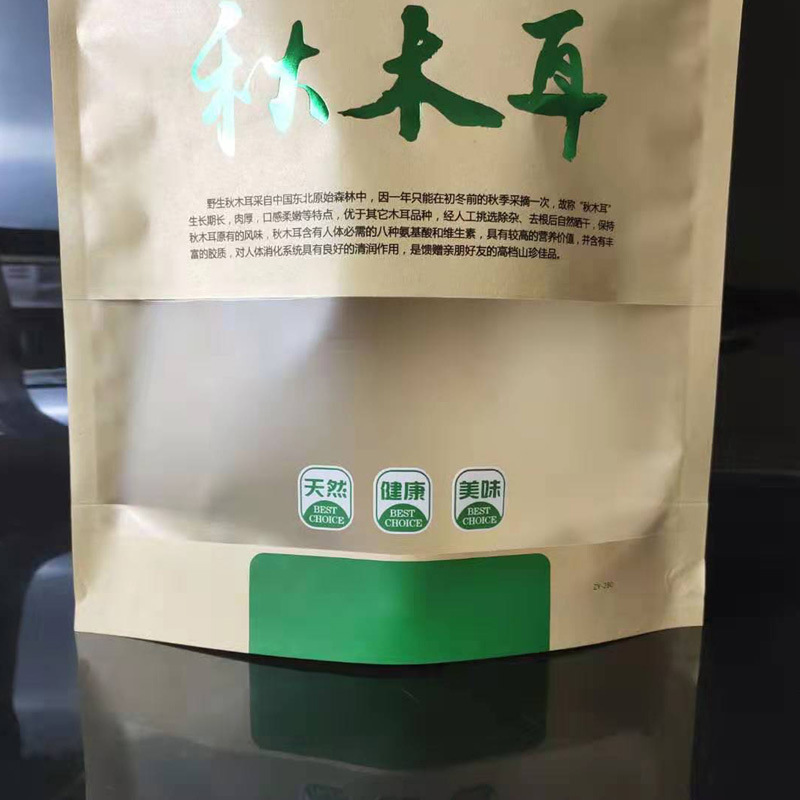 秋木耳
野生秋木耳采自中国东北原始森林中，因一年只能在初冬前的秋季采摘一次，故称“秋木耳”
生长期长，肉厚，口感柔嫩等特点，优于其它木耳品种，经人工挑选除杂、去根后自然晒干，保持
秋木耳原有的风味，秋木耳含有人体必需的八种氨基酸和维生素，具有较高的营养价值，并含有丰
富的胶质，对人体消化系统具有良好的清润作用，是馈赠亲朋好友的高档山珍佳品。
天然
BEST
CHOICE
健康
BEST
CHOICE
美味
BEST
CHOICE
ZY-280